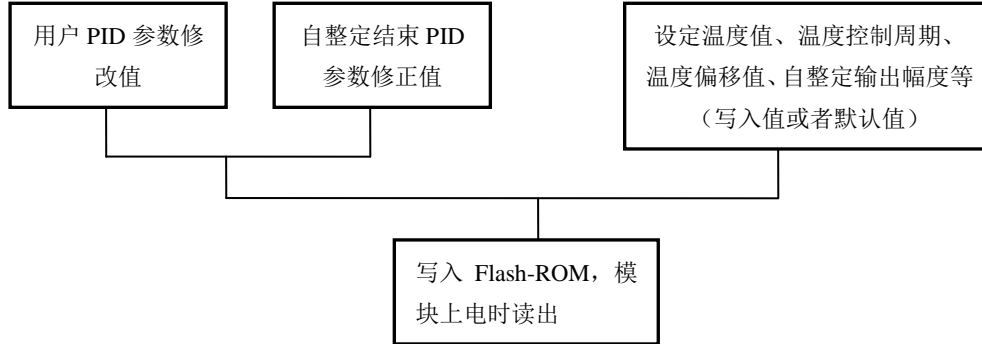 用户 PID 参数修
改值
自整定结束 PID
参数修正值
设定温度值、温度控制周期、
温度偏移值、自整定输出幅度等
（写入值或者默认值）
写入 Flash-ROM，模
块上电时读出